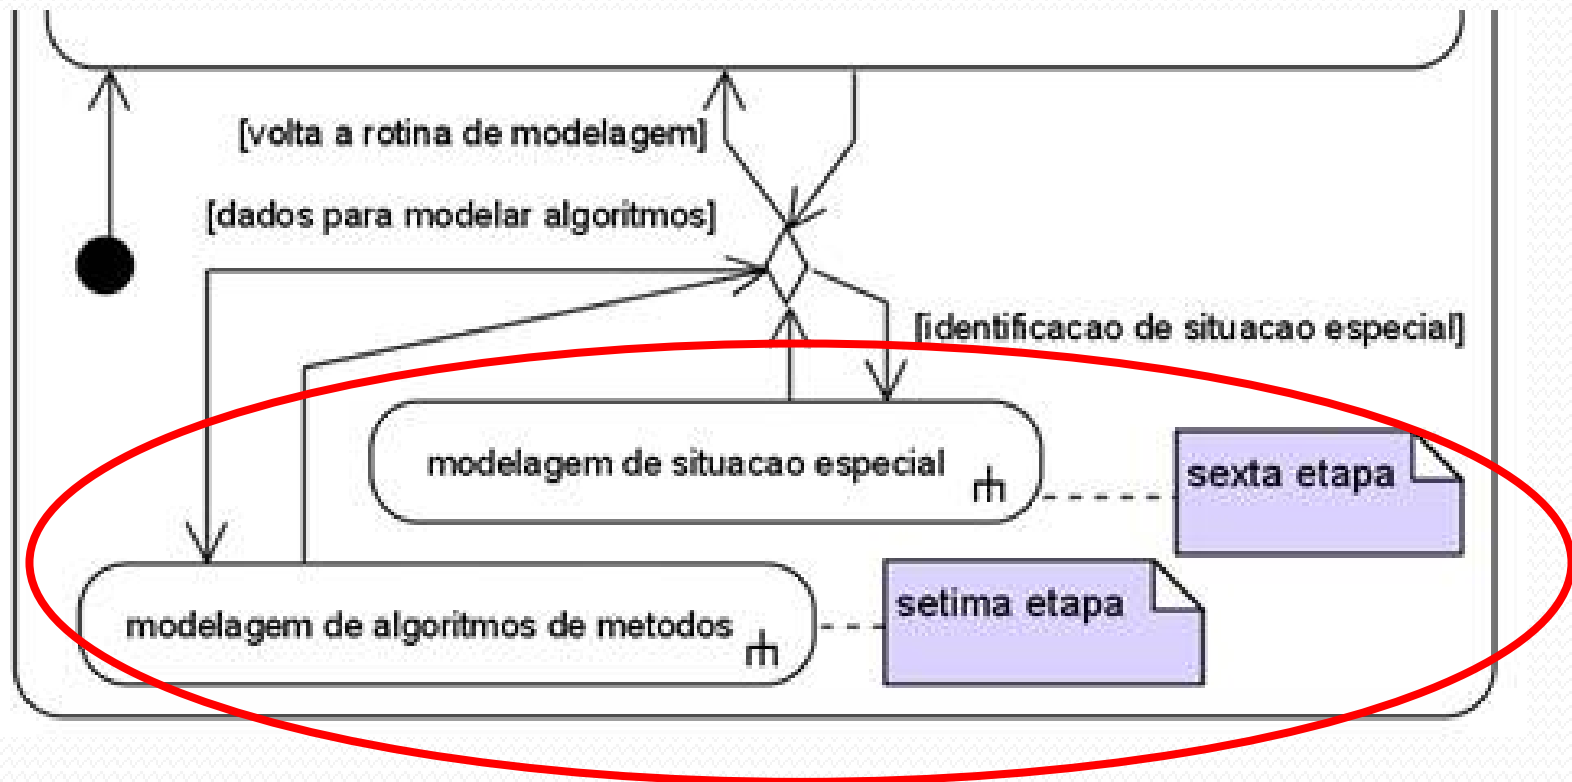 [volta a rotina de modelagem]
[dados para modelar algoritmos]
[identificacao de situacao especial]
modelagem de situacao especial
sexta etapa
modelagem de algoritmos de metodos
setima etapa